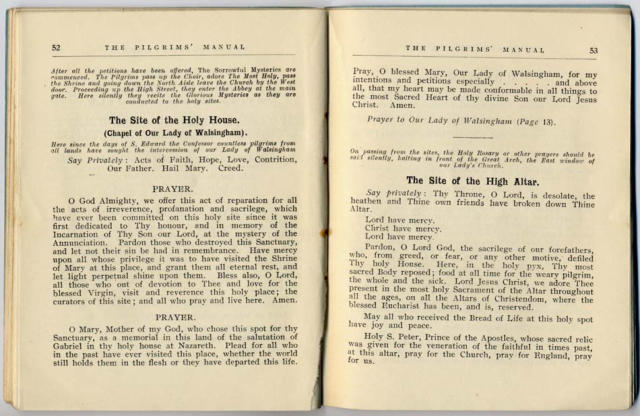 52
THE PILGRIMS' MANUAL
After all the petitions have been offered, The Sorrowful Mysteries are
commenced. The Pilgrims pass up the Choir, adore The Most Holy, pass
the Shrine and going down the North Aisle leave the Church by the West
door. Proceeding up the High Street, they enter the Abbey at the main
gate. Here silently they recite the Glorious Mysteries as they are
conducted to the holy sites.
The Site of the Holy House.
(Chapel of Our Lady of Walsingham).
Here since the days of S. Edward the Confessor countless pilgrims from
all lands have sought the intercession of our Lady of Walsingham
Say Privately: Acts of Faith, Hope, Love, Contrition,
Our Father. Hail Mary. Creed.
PRAYER.
O God Almighty, we offer this act of reparation for all
the acts of irreverence, profanation and sacrilege, which
have ever been committed on this holy site since it was
first dedicated to Thy honour, and in memory of the
Incarnation of Thy Son our Lord, at the mystery of the
Annunciation. Pardon those who destroyed this Sanctuary,
and let not their sin be had in remembrance. Have mercy
upon all whose privilege it was to have visited the Shrine
of Mary at this place, and grant them all eternal rest, and
let light perpetual shine upon them. Bless also, O Lord,
all those who out of devotion to Thee and love for the
blessed Virgin, visit and reverence this holy place; the
curators of this site; and all who pray and live here. Amen.
PRAYER.
O Mary, Mother of my God, who chose this spot for thy
Sanctuary, as a memorial in this land of the salutation of
Gabriel in thy house at Nazareth. Plead for all who
in the past have ever visited this place, whether the world
still holds them in the flesh or they have departed this life.
THE PILGRIMS' MANUAL
53
Pray, O blessed Mary, Our Lady of Walsingham, for my
intentions and petitions especially . . . . . and above
all, that my heart may be made conformable in all things to
the most Sacred Heart of thy divine Son our Lord Jesus
Christ. Amen.
Prayer to Our Lady of Walsingham (Page 13).
On passing from the sites, the Holy Rosary or other prayers should be
said silently, halting in front of the Great Arch, the East window of
our Lady's Church.
The Site of the High Altar.
Say privately: Thy Throne, O Lord, is desolate, the
heathen and Thine own friends have broken down Thine
Altar.
Lord have mercy.
Christ have mercy.
Lord have mercy.
Pardon, O Lord God, the sacrilege of our forefathers,
who, from greed, or fear, or any other motive, defiled
Thy holy House. Here, in the holy pyx, Thy most
sacred Body reposed; food at all time for the weary pilgrim,
the whole and the sick. Lord Jesus Christ, we adore Thee
present in the most holy Sacrament of the Altar throughout
all the ages, on all the Altars of Christendom, where the
blessed Eucharist has been, and is, reserved.
May all who received the Bread of Life at this holy spot
have joy and peace.
Holy S. Peter, Prince of the Apostles, whose sacred relic
was given for the veneration of the faithful in times past,
at this altar, pray for the Church, pray for England, pray
for us.